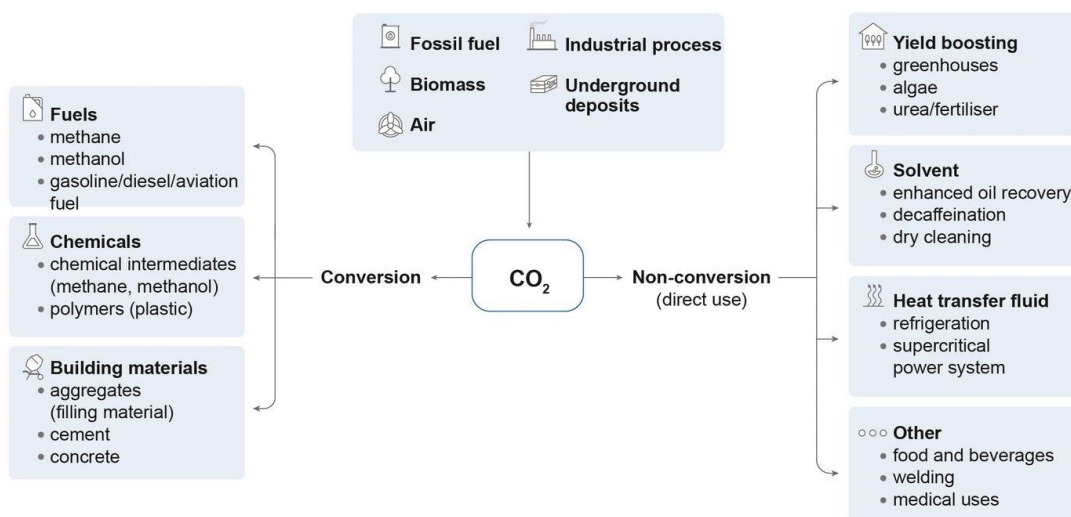 Fossil fuel
Industrial process
Biomass
Underground
deposits
Air
Fuels
methane
methanol
gasoline/diesel/aviation
fuel
Chemicals
chemical intermediates
(methane, methanol)
polymers (plastic)
Building materials
aggregates
(filling material)
cement
concrete
Conversion
CO₂
Non-conversion
(direct use)
Yield boosting
greenhouses
algae
urea/fertiliser
Solvent
enhanced oil recovery
decaffeination
dry cleaning
Heat transfer fluid
refrigeration
supercritical
power system
Other
food and beverages
welding
medical uses